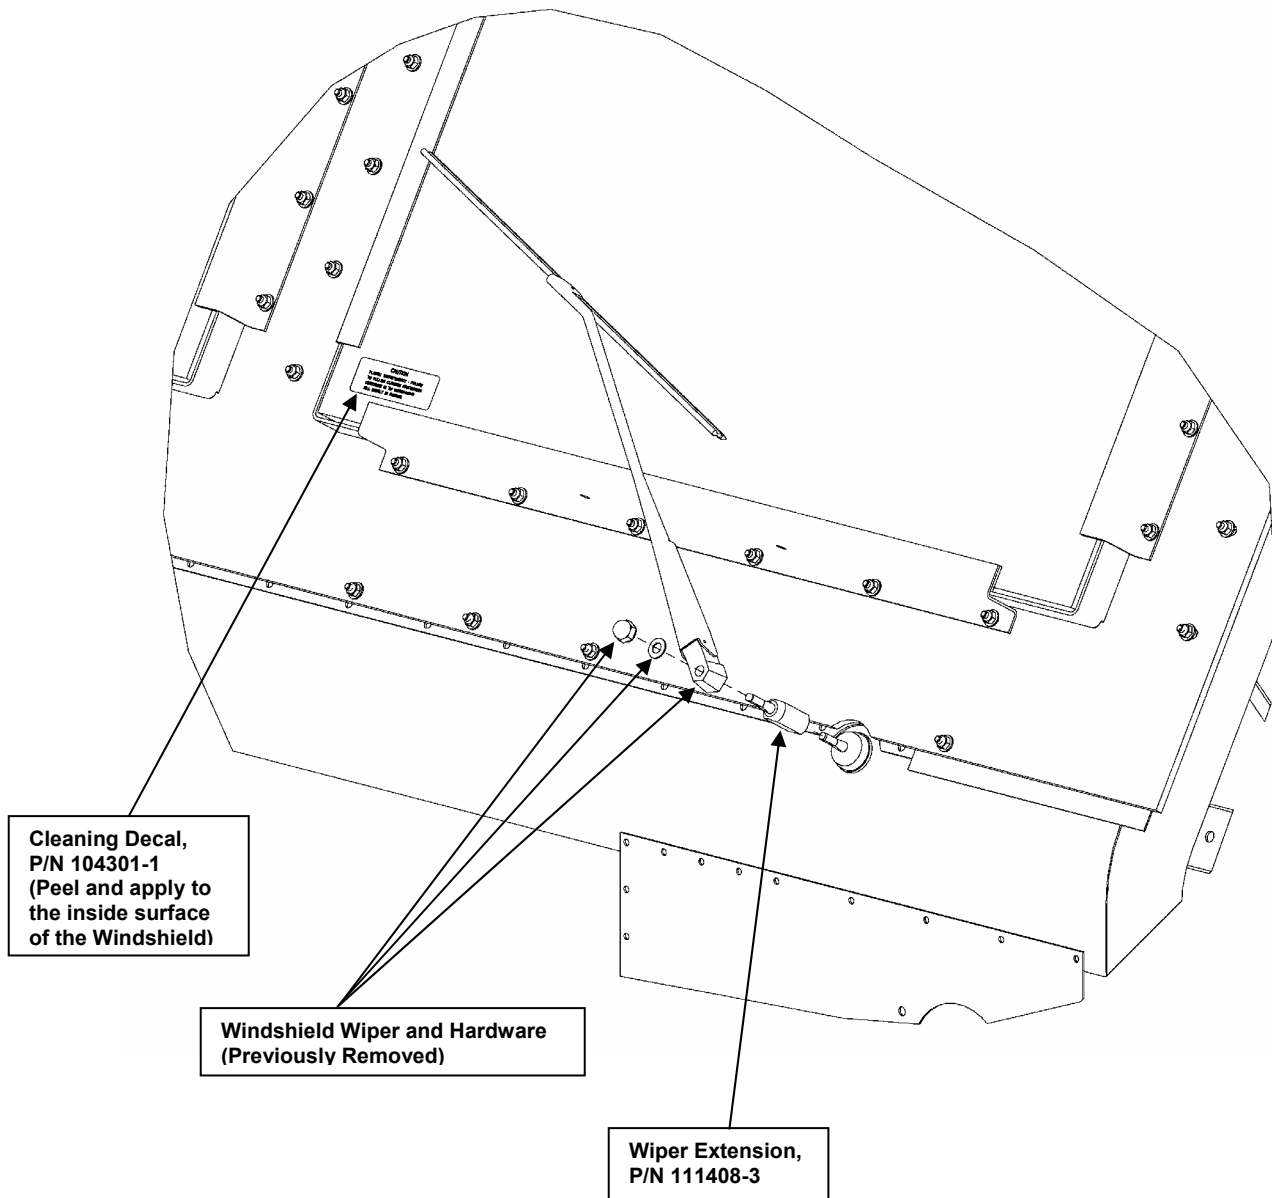 CAUTION
Cleaning Decal,
P/N 104301-1
(Peel and apply to
the inside surface
of the Windshield)
Windshield Wiper and Hardware
(Previously Removed)
Wiper Extension,
P/N 111408-3